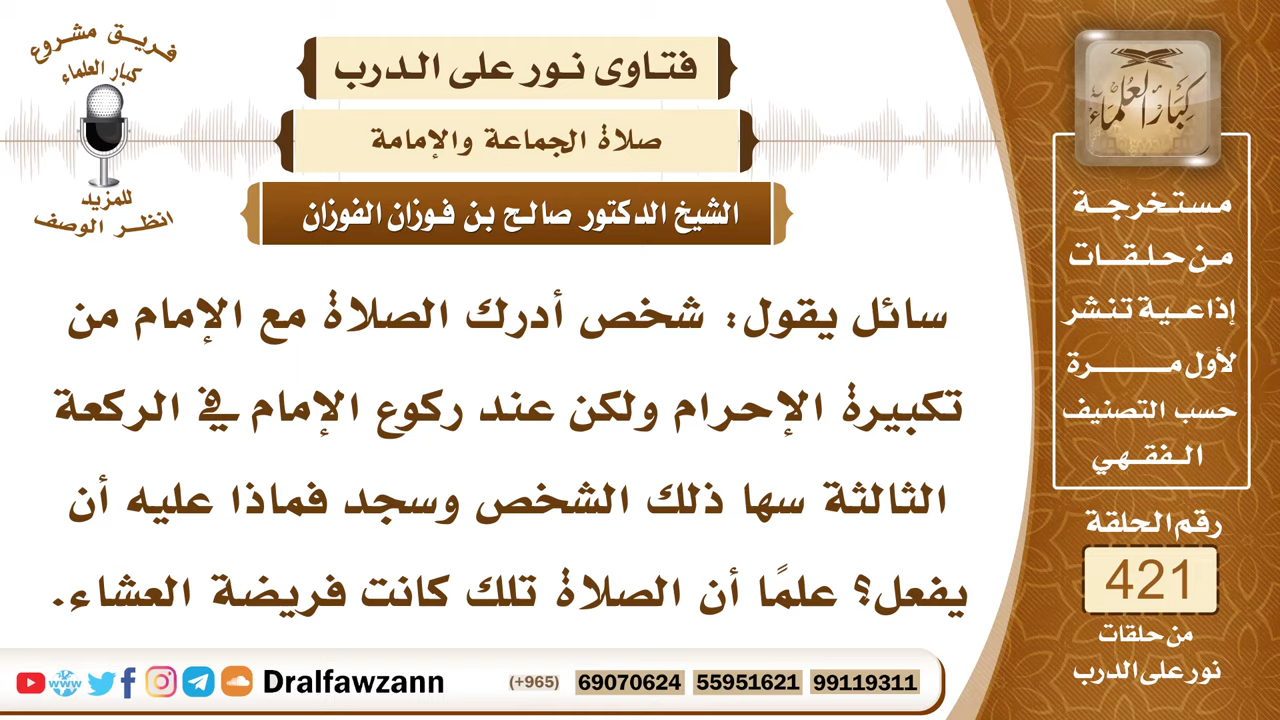 فريق مشروع
كبار العلماء
للمزيد
انظر الوصف
فتاوى نور على الدرب
صلاة الجماعة والإمامة
الشيخ الدكتور صالح بن فوزان الفوزان
سائل يقول: شخص أدرك الصلاة مع الإمام من
تكبيرة الإحرام ولكن عند ركوع الإمام في الركعة
الثالثة سها ذلك الشخص وسجد فماذا عليه أن
يفعل؟ علمًا أن الصلاة تلك كانت فريضة العشاء.
كبار العلماء
مستخرجة
من حلقات
إذاعية تنشر
لأول مرة
حسب التصنيف
الفقهي
رقم الحلقة
421
من حلقات
نور على الدرب
www Dralfawzann (+965) 69070624 55951621 99119311